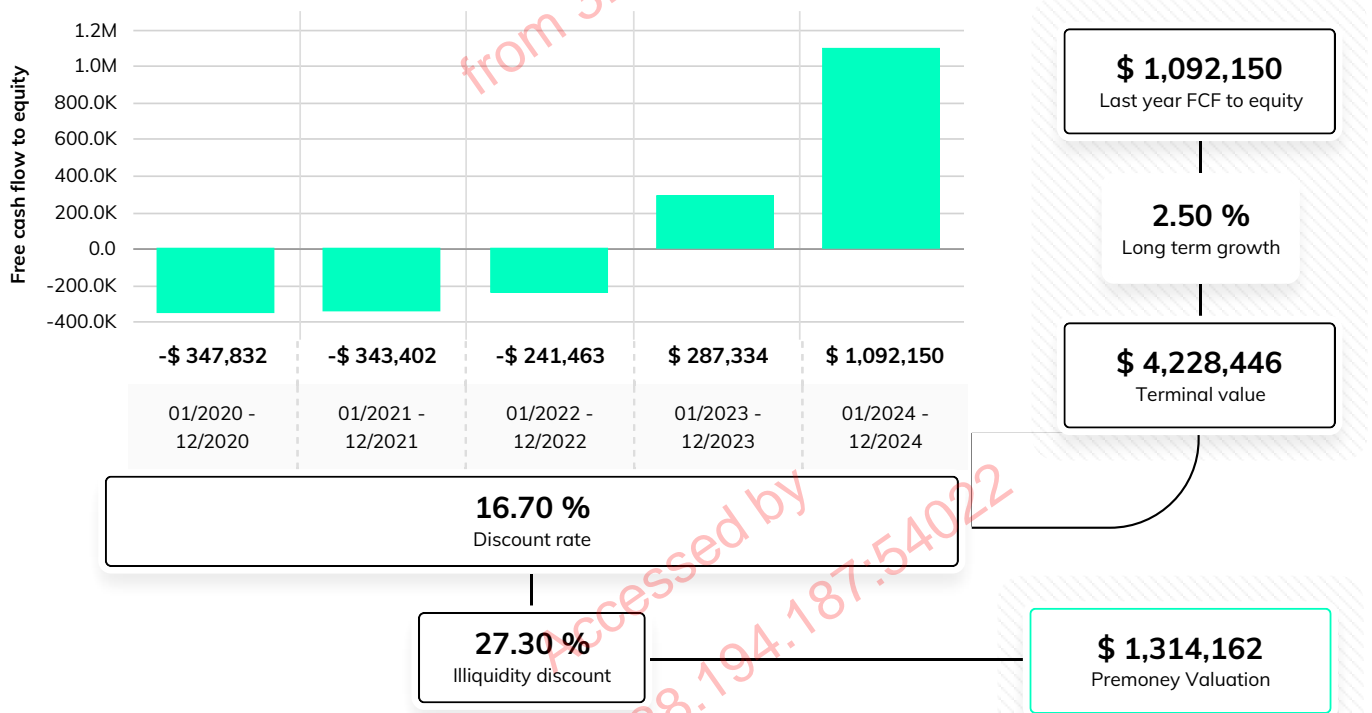 Free cash flow to equity
1.2M
1.0M
800.0K
600.0K
400.0K
200.0K
0.0
-200.0K
-400.0K
-$ 347,832
-$ 343,402
-$ 241,463
$ 287,334
$ 1,092,150
01/2020 -
12/2020
01/2021 -
12/2021
01/2022 -
12/2022
01/2023 -
12/2023
01/2024 -
12/2024
$ 1,092,150
Last year FCF to equity
2.50 %
Long term growth
$ 4,228,446
Terminal value
16.70 %
Discount rate
27.30 %
Illiquidity discount
$ 1,314,162
Premoney Valuation
Accessed by
from
8.194.187:54022